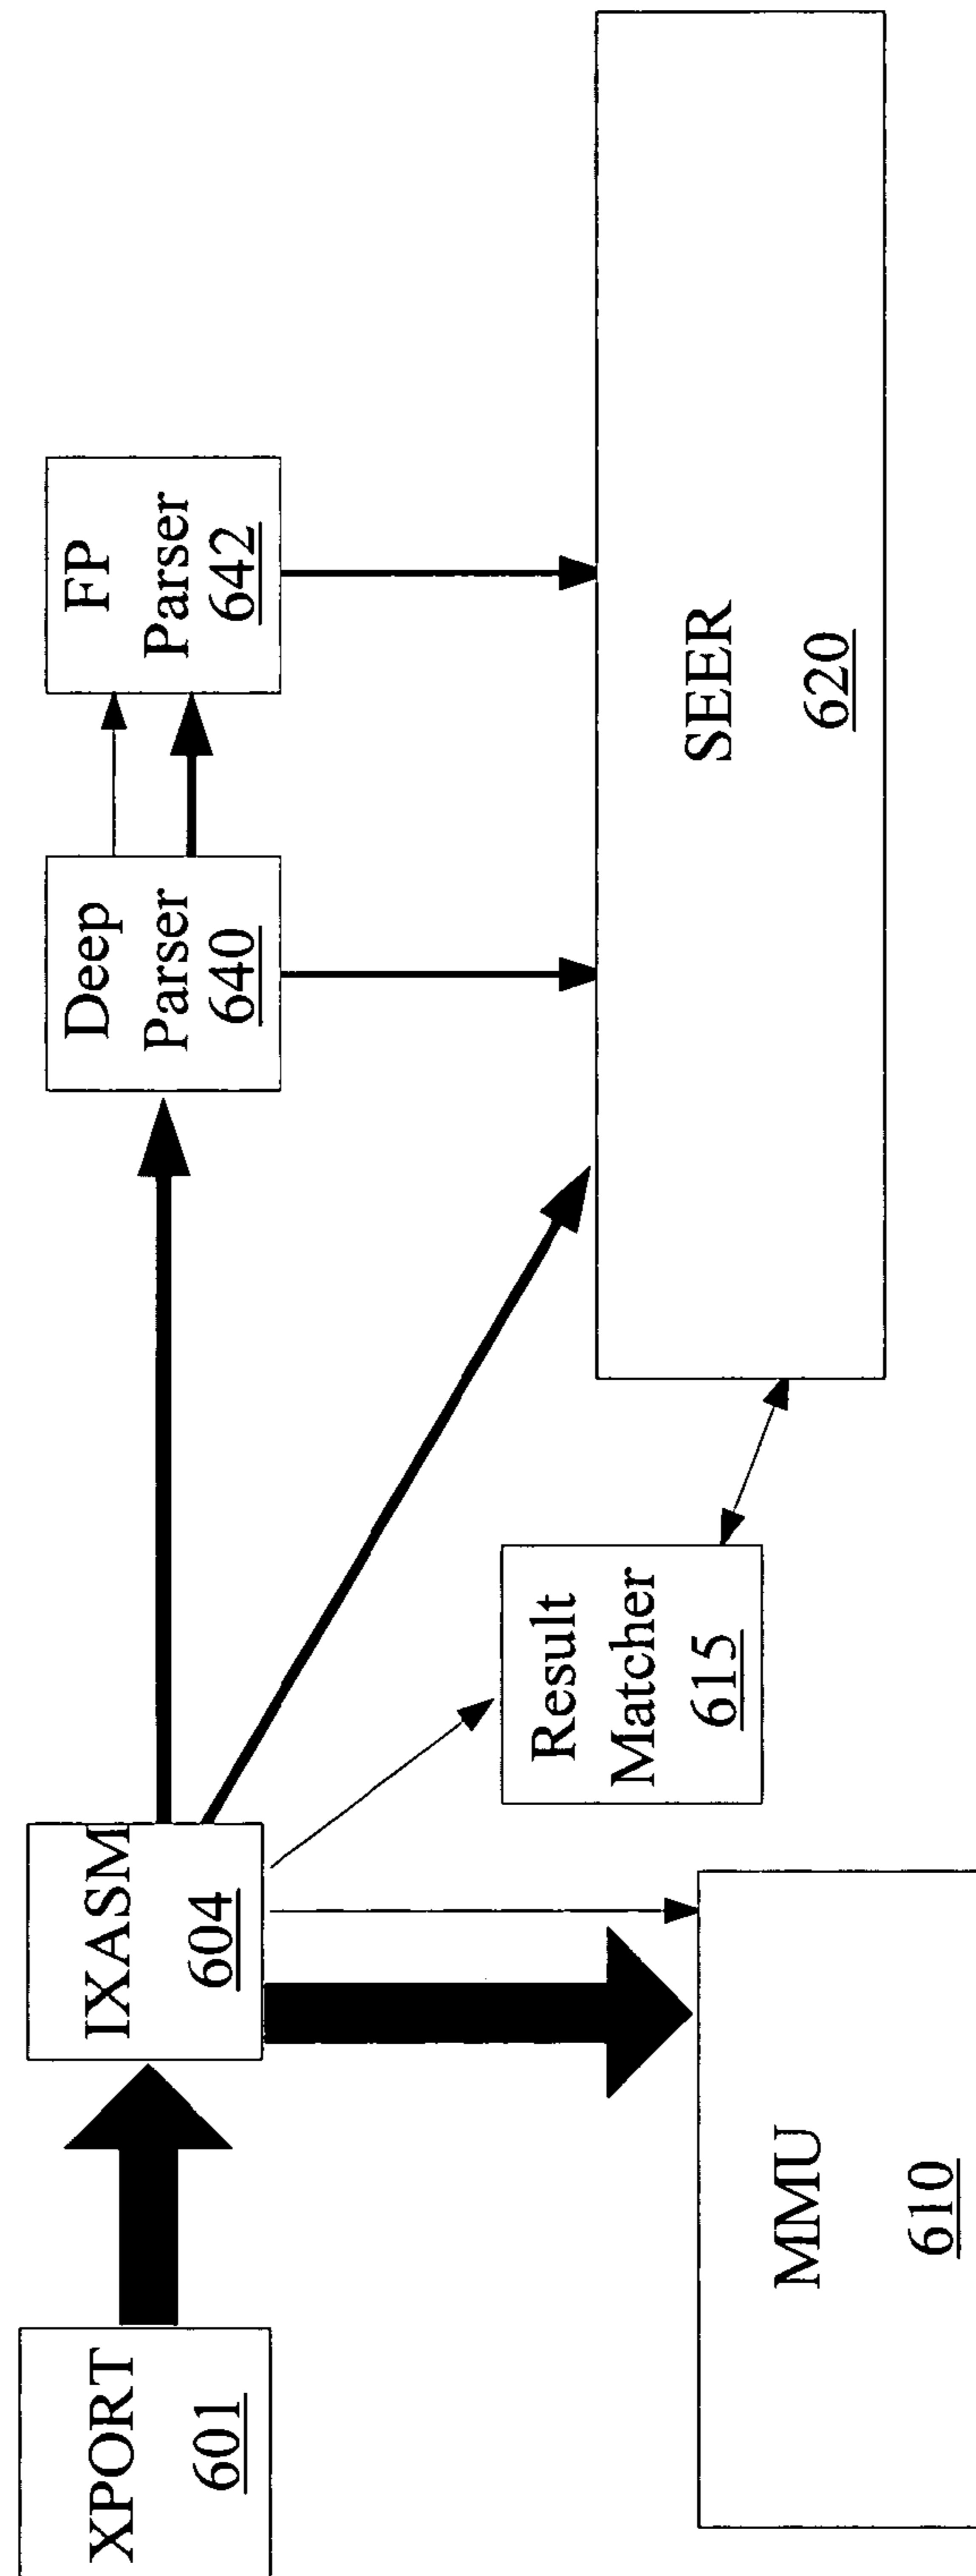 XPORT
601
IXASM
604
Deep
Parser
640
FP
Parser
642
Result
Matcher
615
MMU
610
SEER
620